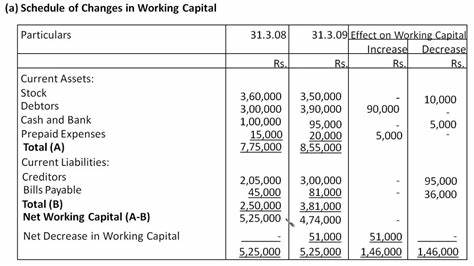 (a) Schedule of Changes in Working Capital
Particulars 31.3.08 31.3.09 Effect on Working Capital
Increase Decrease
Rs. Rs. Rs. Rs.
Current Assets:
Stock 3,60,000 3,50,000 - 10,000
Debtors 3,00,000 3,90,000 90,000 -
Cash and Bank 1,00,000 95,000 - 5,000
Prepaid Expenses 15,000 20,000 5,000 -
Total (A) 7,75,000 8,55,000
Current Liabilities:
Creditors 2,05,000 3,00,000 - 95,000
Bills Payable 45,000 81,000 - 36,000
Total (B) 2,50,000 3,81,000
Net Working Capital (A-B) 5,25,000 4,74,000 -
Net Decrease in Working Capital - 51,000 51,000 -
5,25,000 5,25,000 1,46,000 1,46,000